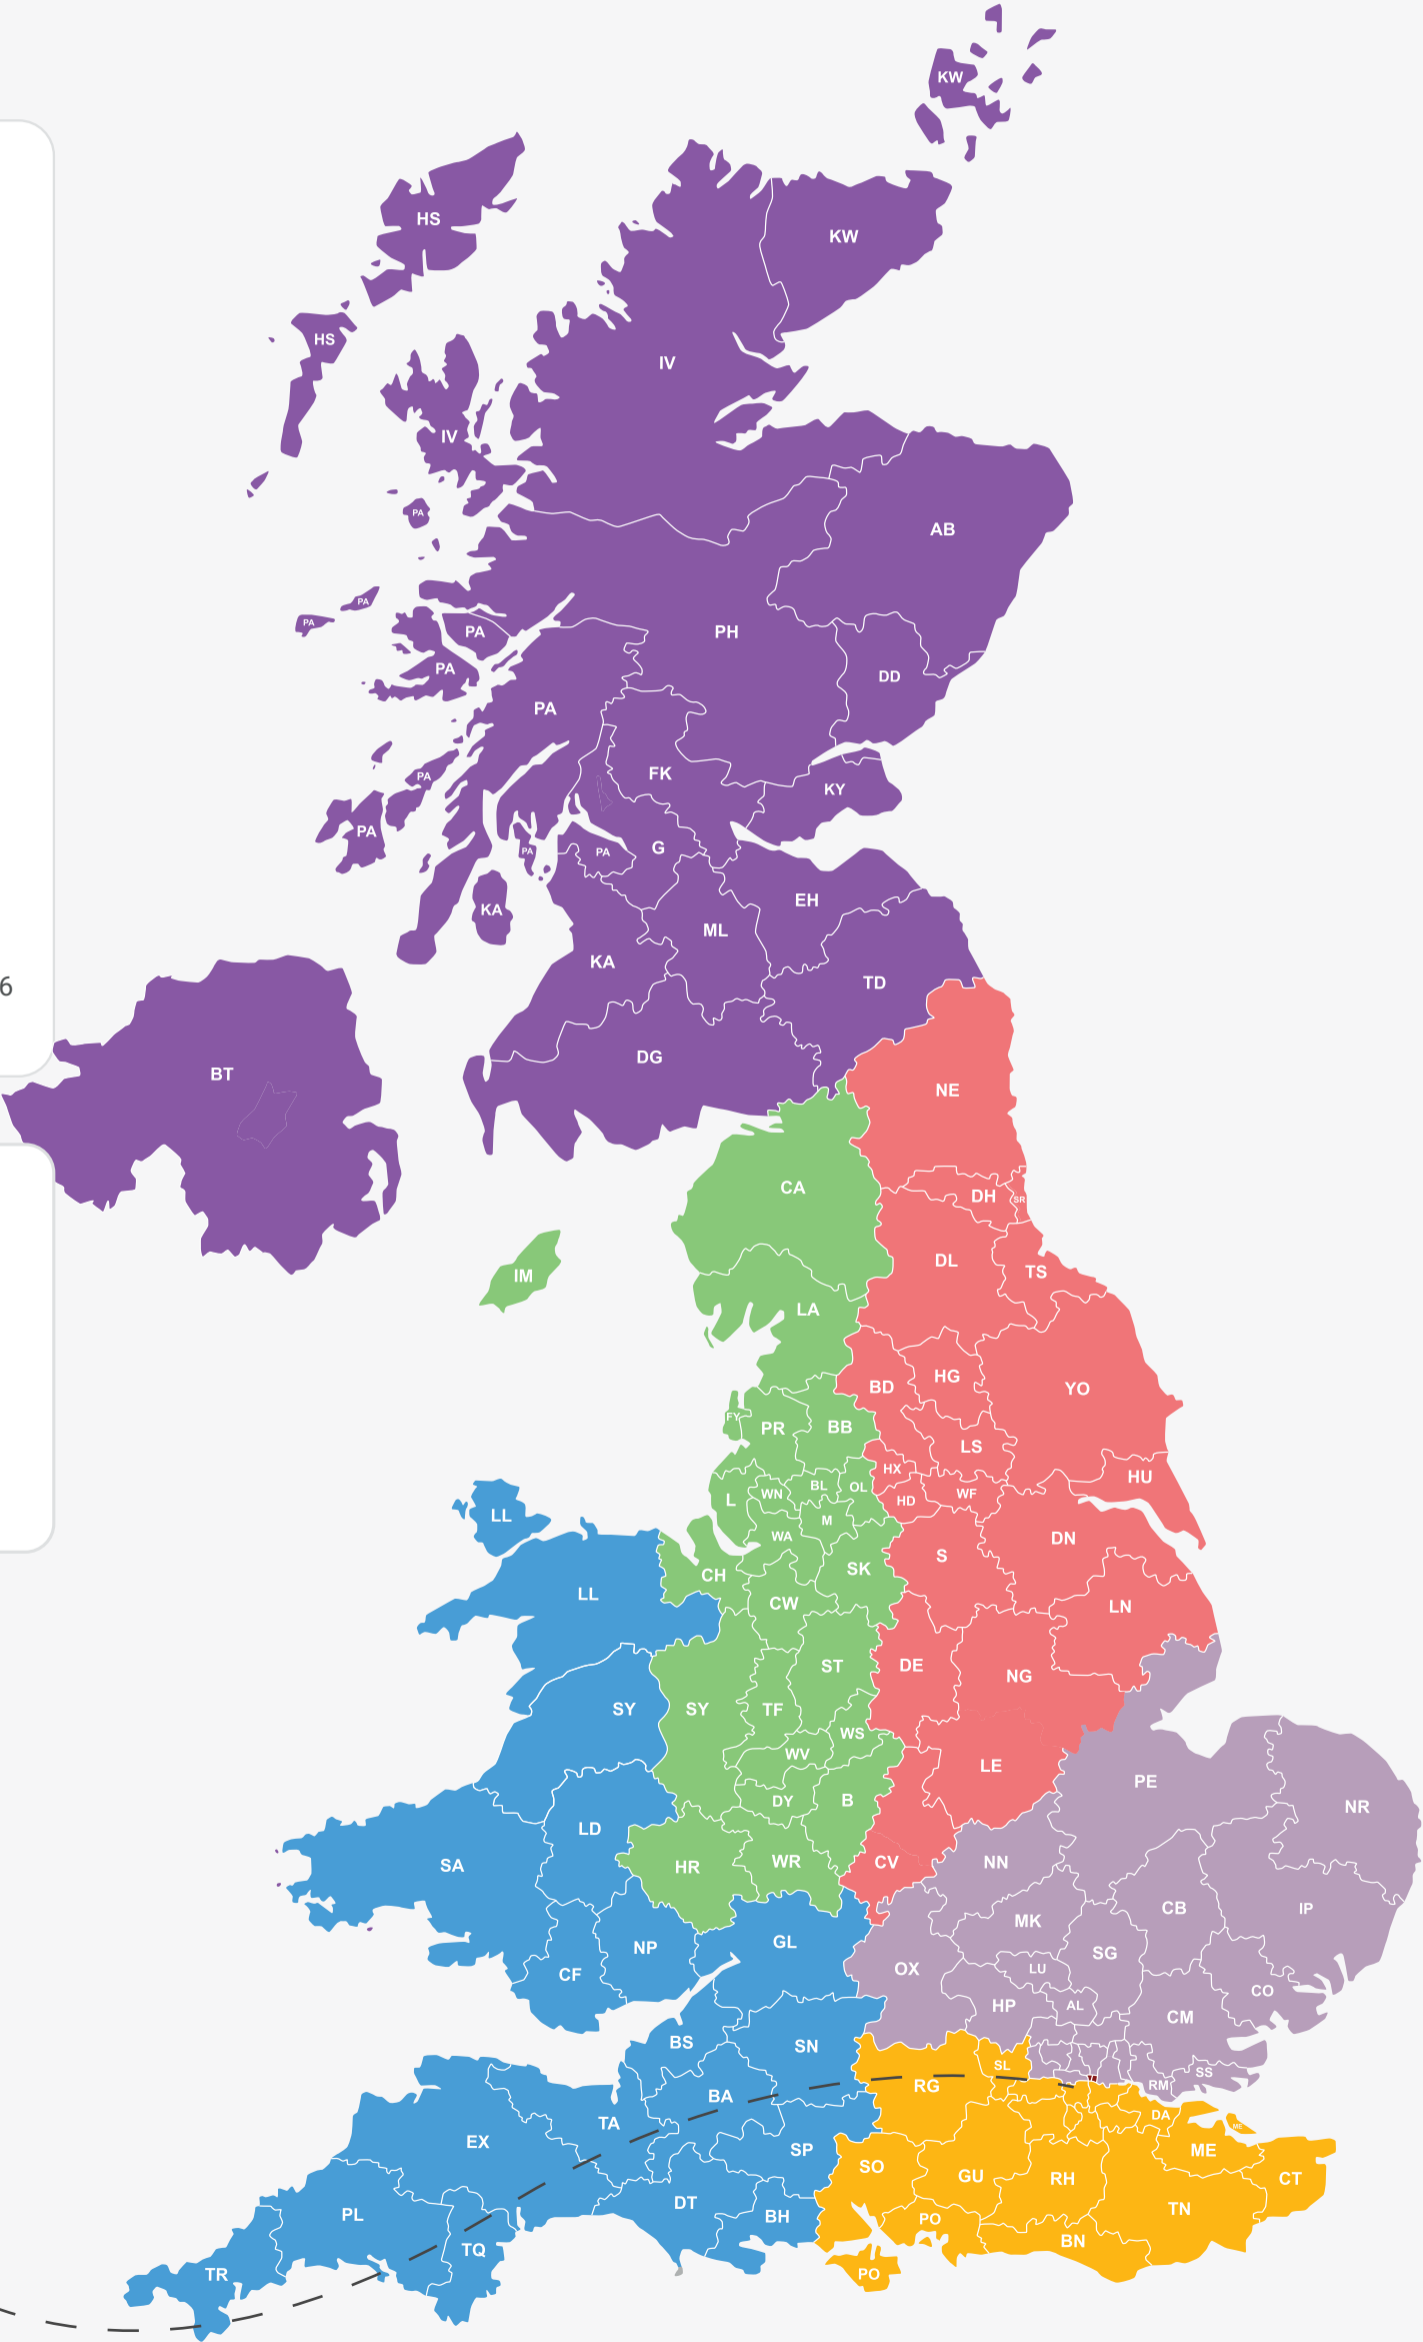 KW
HS
KW
HS
IV
IV
PA
AB
PA
PA
PA
PH
PA
DD
PA
FK
PA
KY
PA
G
PA
PA
EH
KA
ML
KA
TD
6
DG
BT
NE
CA
DH
SR
DL
IM
TS
LA
HG
BD
YO
FY
PR
BB
LS
HX
HU
BL
OL
WN
WF
L
HD
LL
M
WA
DN
S
SK
CH
LL
CW
LN
DE
ST
NG
SY
SY
TF
WS
WV
LE
PE
DY
B
NR
LD
WR
CV
NN
SA
HR
CB
IP
MK
GL
NP
SG
OX
LU
CF
CO
HP
AL
CM
BS
SN
SL
SS
RM
RG
BA
DA
TA
ME
EX
SP
ME
SO
GU
RH
CT
DT
TN
PL
BH
PO
BN
TQ
TR
PO